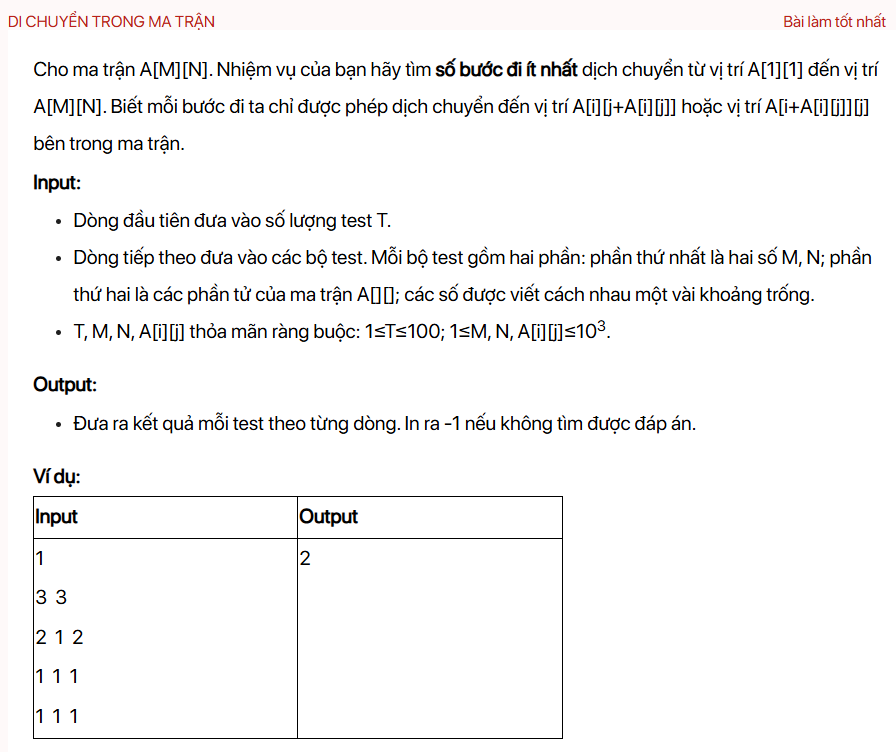 DI CHUYỂN TRONG MA TRẬN
Bài làm tốt nhất
Cho ma trận A[M][N]. Nhiệm vụ của bạn hãy tìm số bước đi ít nhất dịch chuyển từ vị trí A[1][1] đến vị trí
A[M][N]. Biết mỗi bước đi ta chỉ được phép dịch chuyển đến vị trí A[i][j+A[i][j]] hoặc vị trí A[i+A[i][j]][j]
bên trong ma trận.
Input:
• Dòng đầu tiên đưa vào số lượng test T.
• Dòng tiếp theo đưa vào các bộ test. Mỗi bộ test gồm hai phần: phần thứ nhất là hai số M, N; phần
thứ hai là các phần tử của ma trận A[][]; các số được viết cách nhau một vài khoảng trống.
• T, M, N, A[i][j] thỏa mãn ràng buộc: 1≤T≤100; 1≤M, N, A[i][j]≤10³.
Output:
• Đưa ra kết quả mỗi test theo từng dòng. In ra -1 nếu không tìm được đáp án.
Ví dụ:
Input Output
1 2
3 3
2 1 2
1 1 1
1 1 1